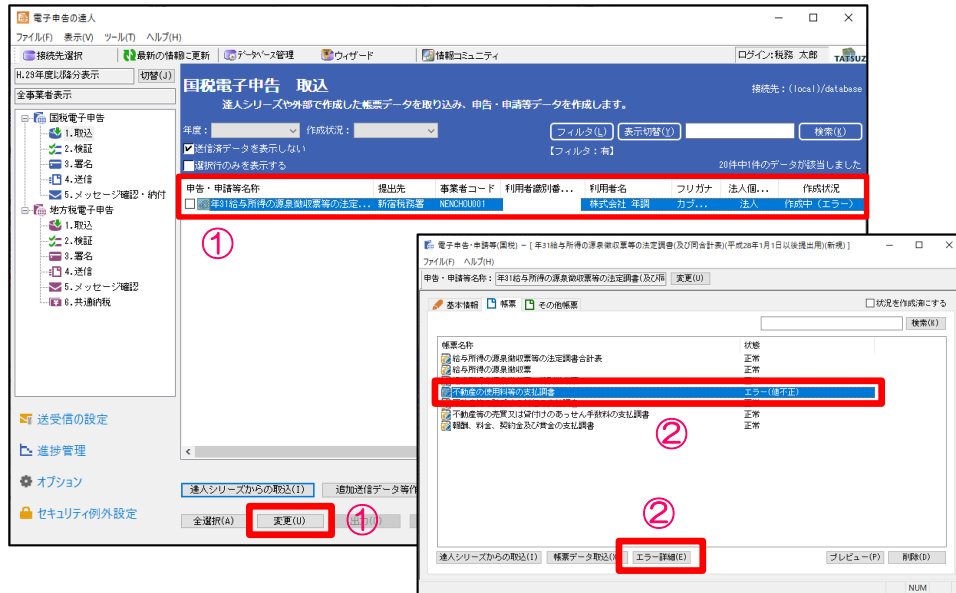 電子申告の達人
ファイル(F) 表示(V) ツール(T) ヘルプ(H)
接続先選択 最新の情報に更新 データベース管理 ウィザード 情報コミュニティ ログイン:税務 太郎 TATSUZ
H.29年度以降分表示 切替(J)
全事業者表示
国税電子申告
1.取込
2.検証
3.署名
4.送信
5.メッセージ確認・納付
地方税電子申告
1.取込
2.検証
3.署名
4.送信
5.メッセージ確認
6.共通納税
送受信の設定
進捗管理
オプション
セキュリティ例外設定
国税電子申告 取込 接続先:(local)/database
達人シリーズや外部で作成した帳票データを取り込み、申告・申請等データを作成します。
年度: 作成状況: フィルタ(L) 表示切替(Y) 検索(K)
送信済データを表示しない 【フィルタ:有】
選択行のみを表示する 20件中1件のデータが該当しました
申告・申請等名称 提出先 事業者コード 利用者識別番... 利用者名 フリガナ 法人個... 作成状況
年31給与所得の源泉徴収票等の法定... 新宿税務署 NENCHOU001 株式会社 年調 カブ... 法人 作成中(エラー)
①
達人シリーズからの取込(I) 追加送信データ等作
全選択(A) 変更(U) ① 出力(O)
電子申告・申請等(国税) - [ 年31給与所得の源泉徴収票等の法定調書(及び同合計表)(平成28年1月1日以後提出用)(新規) ]
ファイル(F) ヘルプ(H)
申告・申請等名称: 年31給与所得の源泉徴収票等の法定調書(及び同 変更(U)
基本情報 帳票 その他帳票 状況を作成済にする
検索(K)
帳票名称 状態
給与所得の源泉徴収票等の法定調書合計表 正常
給与所得の源泉徴収票 正常
不動産の使用料等の支払調書 エラー(値不正)
不動産等の売買又は貸付けのあっせん手数料の支払調書 正常
報酬、料金、契約金及び賞金の支払調書 正常
②
②
達人シリーズからの取込(I) 帳票データ取込( エラー詳細(E) プレビュー(P) 削除(D)
NUM